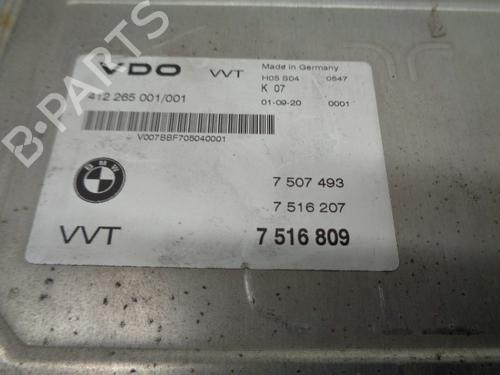 B-PARTS
VDO VVT Made in Germany
H05 S04 0547
K 07
412 265 001/001 01-09-20 0001
V007BBF705040001
BMW
7 507 493
7 516 207
VVT 7 516 809